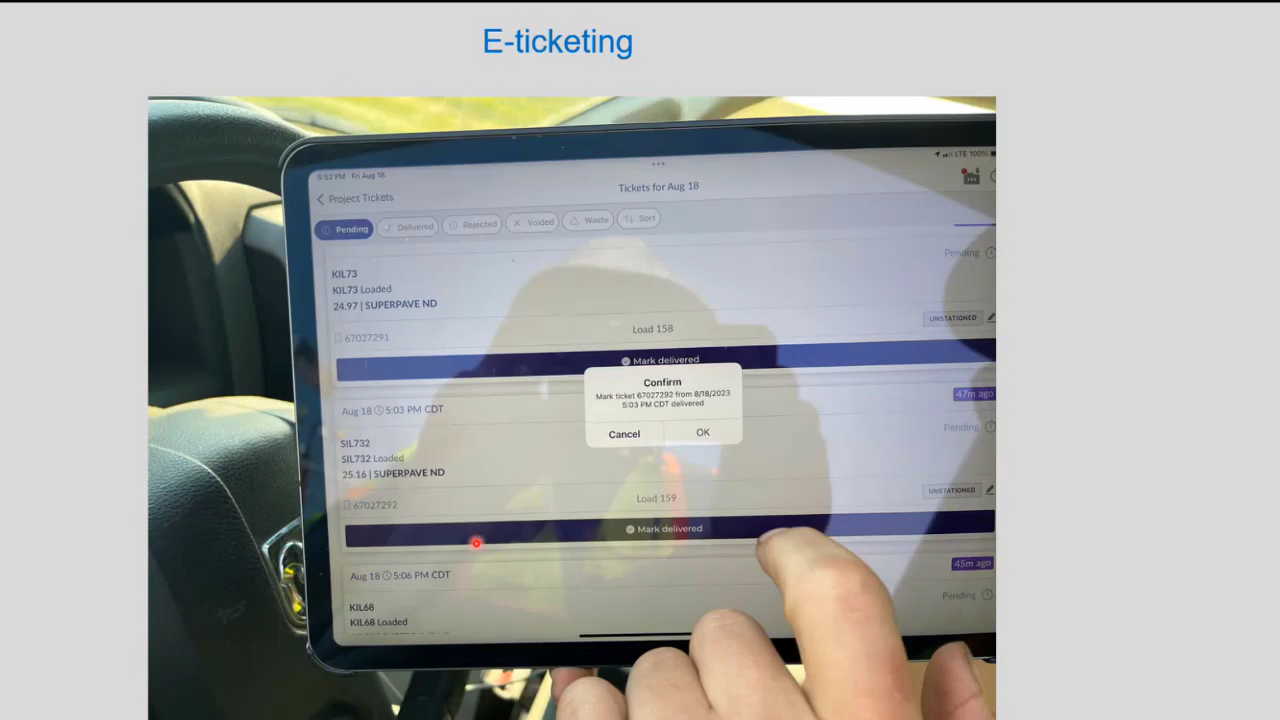 E-ticketing
5:52 PM Fri Aug 18
LTE 100%
Project Tickets
Tickets for Aug 18
Pending
Delivered
Rejected
Voided
Waste
Sort
Pending
KIL73
KIL73 Loaded
24.97 | SUPERPAVE ND
UNSTATIONED
67027291
Load 158
Mark delivered
Confirm
Mark ticket 67027292 from 8/18/2023
5:03 PM CDT delivered
Cancel
OK
Aug 18 5:03 PM CDT
47m ago
Pending
SIL732
SIL732 Loaded
25.16 | SUPERPAVE ND
UNSTATIONED
67027292
Load 159
Mark delivered
Aug 18 5:06 PM CDT
45m ago
Pending
KIL68
KIL68 Loaded